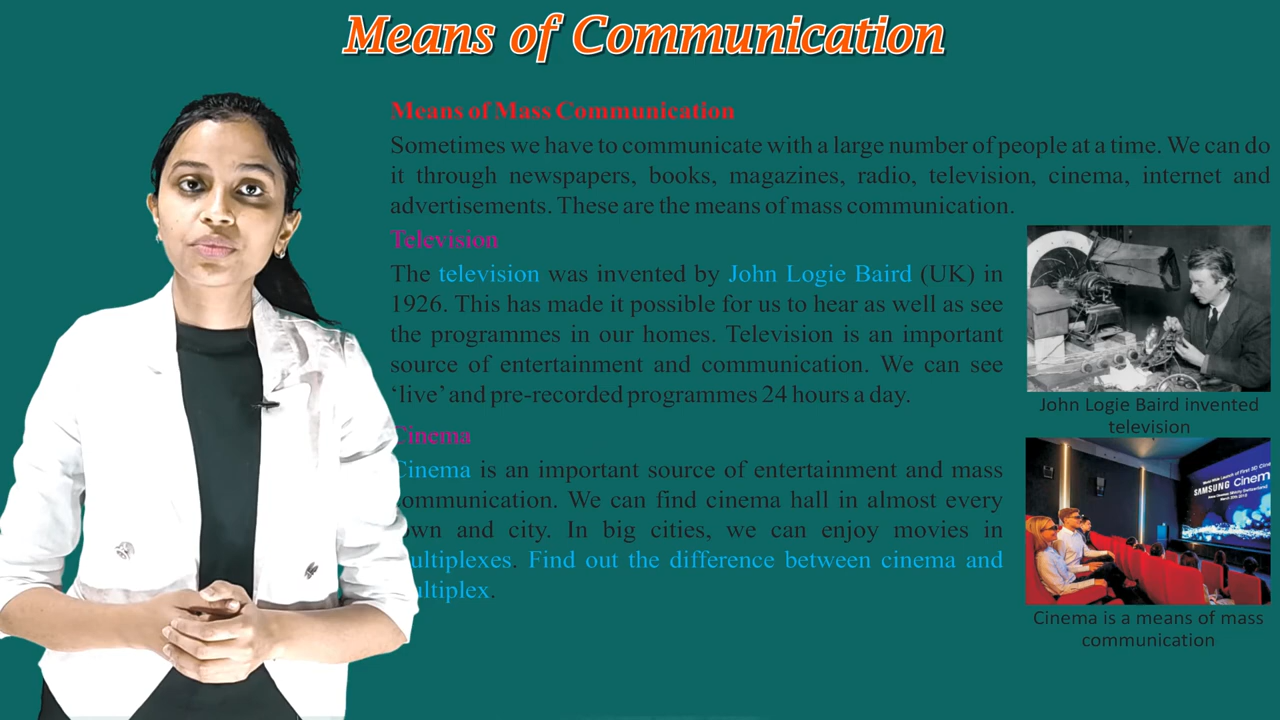 Means of Communication
Means of Mass Communication
Sometimes we have to communicate with a large number of people at a time. We can do
it through newspapers, books, magazines, radio, television, cinema, internet and
advertisements. These are the means of mass communication.
Television
The television was invented by John Logie Baird (UK) in
1926. This has made it possible for us to hear as well as see
the programmes in our homes. Television is an important
source of entertainment and communication. We can see
‘live’ and pre-recorded programmes 24 hours a day.
John Logie Baird invented
television
Cinema
Cinema is an important source of entertainment and mass
communication. We can find cinema hall in almost every
town and city. In big cities, we can enjoy movies in
multiplexes. Find out the difference between cinema and
multiplex.
SAMSUNG Cinem
Cinema is a means of mass
communication